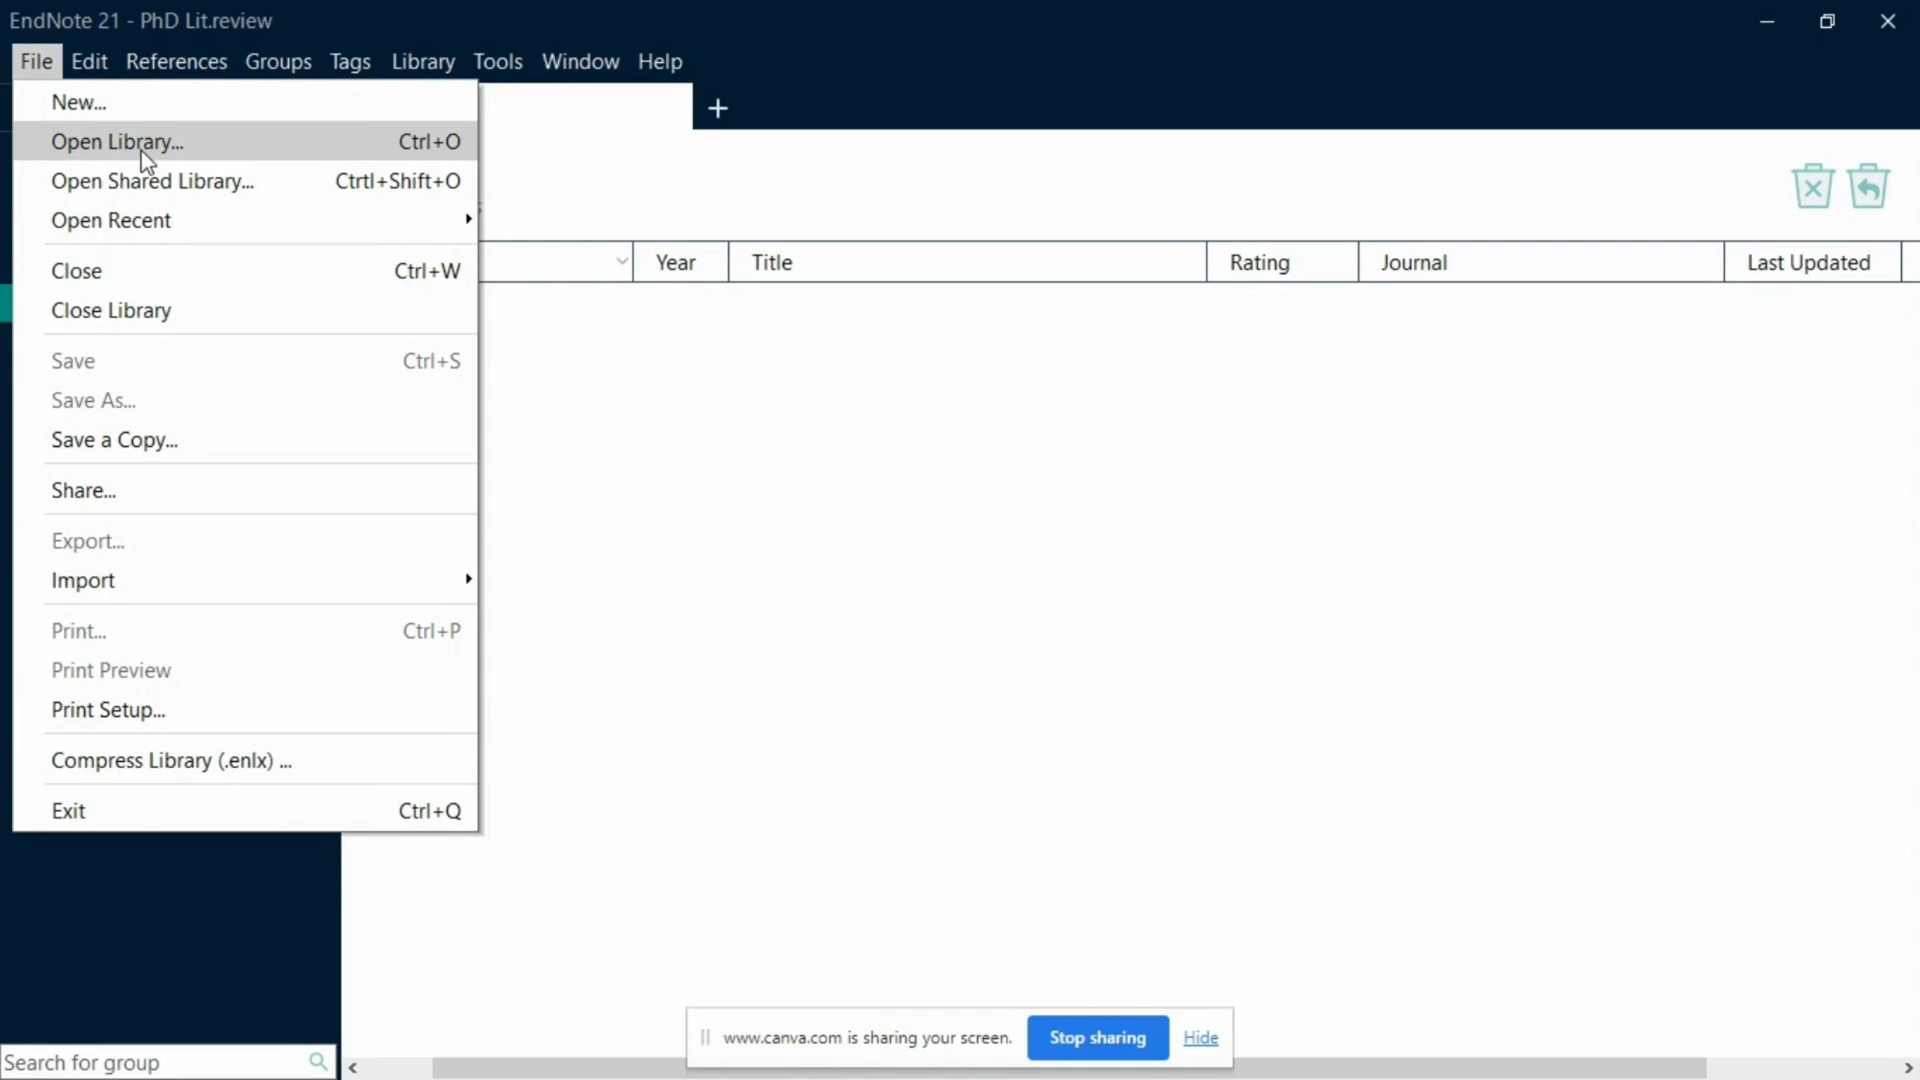 EndNote 21 - PhD Lit.review
File Edit References Groups Tags Library Tools Window Help
New...
Open Library... Ctrl+O
Open Shared Library... Ctrtl+Shift+O
Open Recent
Year Title Rating Journal Last Updated
Close Ctrl+W
Close Library
Save Ctrl+S
Save As...
Save a Copy...
Share...
Export...
Import
Print... Ctrl+P
Print Preview
Print Setup...
Compress Library (.enlx) ...
Exit Ctrl+Q
www.canva.com is sharing your screen. Stop sharing Hide
Search for group